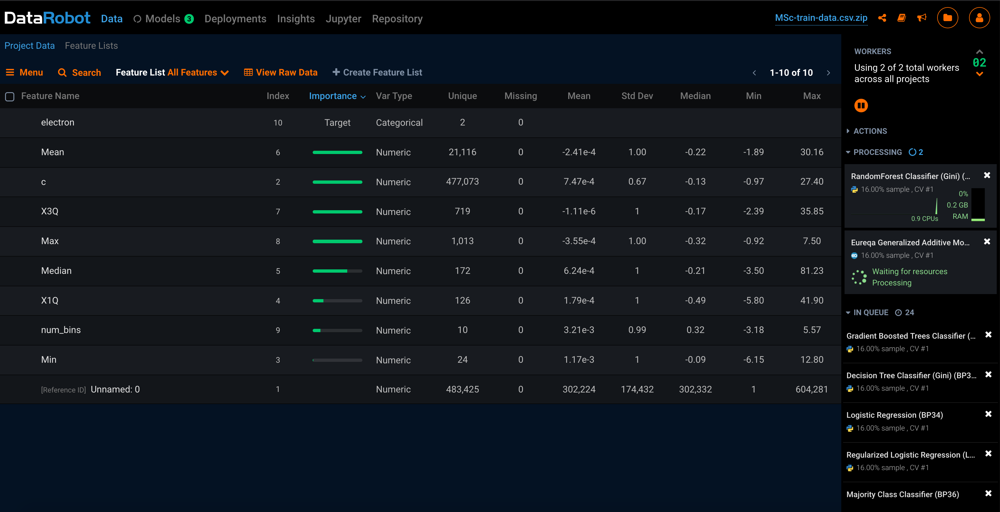 DataRobot Data Models 3 Deployments Insights Jupyter Repository MSc-train-data.csv.zip
Project Data Feature Lists
Menu Search Feature List All Features View Raw Data + Create Feature List < 1-10 of 10 >
Feature Name Index Importance Var Type Unique Missing Mean Std Dev Median Min Max
electron 10 Target Categorical 2 0
Mean 6 Numeric 21,116 0 -2.41e-4 1.00 -0.22 -1.89 30.16
c 2 Numeric 477,073 0 7.47e-4 0.67 -0.13 -0.97 27.40
X3Q 7 Numeric 719 0 -1.11e-6 1 -0.17 -2.39 35.85
Max 8 Numeric 1,013 0 -3.55e-4 1.00 -0.32 -0.92 7.50
Median 5 Numeric 172 0 6.24e-4 1 -0.21 -3.50 81.23
X1Q 4 Numeric 126 0 1.79e-4 1 -0.49 -5.80 41.90
num_bins 9 Numeric 10 0 3.21e-3 0.99 0.32 -3.18 5.57
Min 3 Numeric 24 0 1.17e-3 1 -0.09 -6.15 12.80
[Reference ID] Unnamed: 0 1 Numeric 483,425 0 302,224 174,432 302,332 1 604,281
WORKERS
02
Using 2 of 2 total workers
across all projects
ACTIONS
PROCESSING 2
RandomForest Classifier (Gini) (...
16.00% sample , CV #1
0%
0.2 GB
RAM
0.9 CPUs
Eureqa Generalized Additive Mo...
16.00% sample , CV #1
Waiting for resources
Processing
IN QUEUE 24
Gradient Boosted Trees Classifier (...
16.00% sample , CV #1
Decision Tree Classifier (Gini) (BP3...
16.00% sample , CV #1
Logistic Regression (BP34)
16.00% sample , CV #1
Regularized Logistic Regression (L...
16.00% sample , CV #1
Majority Class Classifier (BP36)